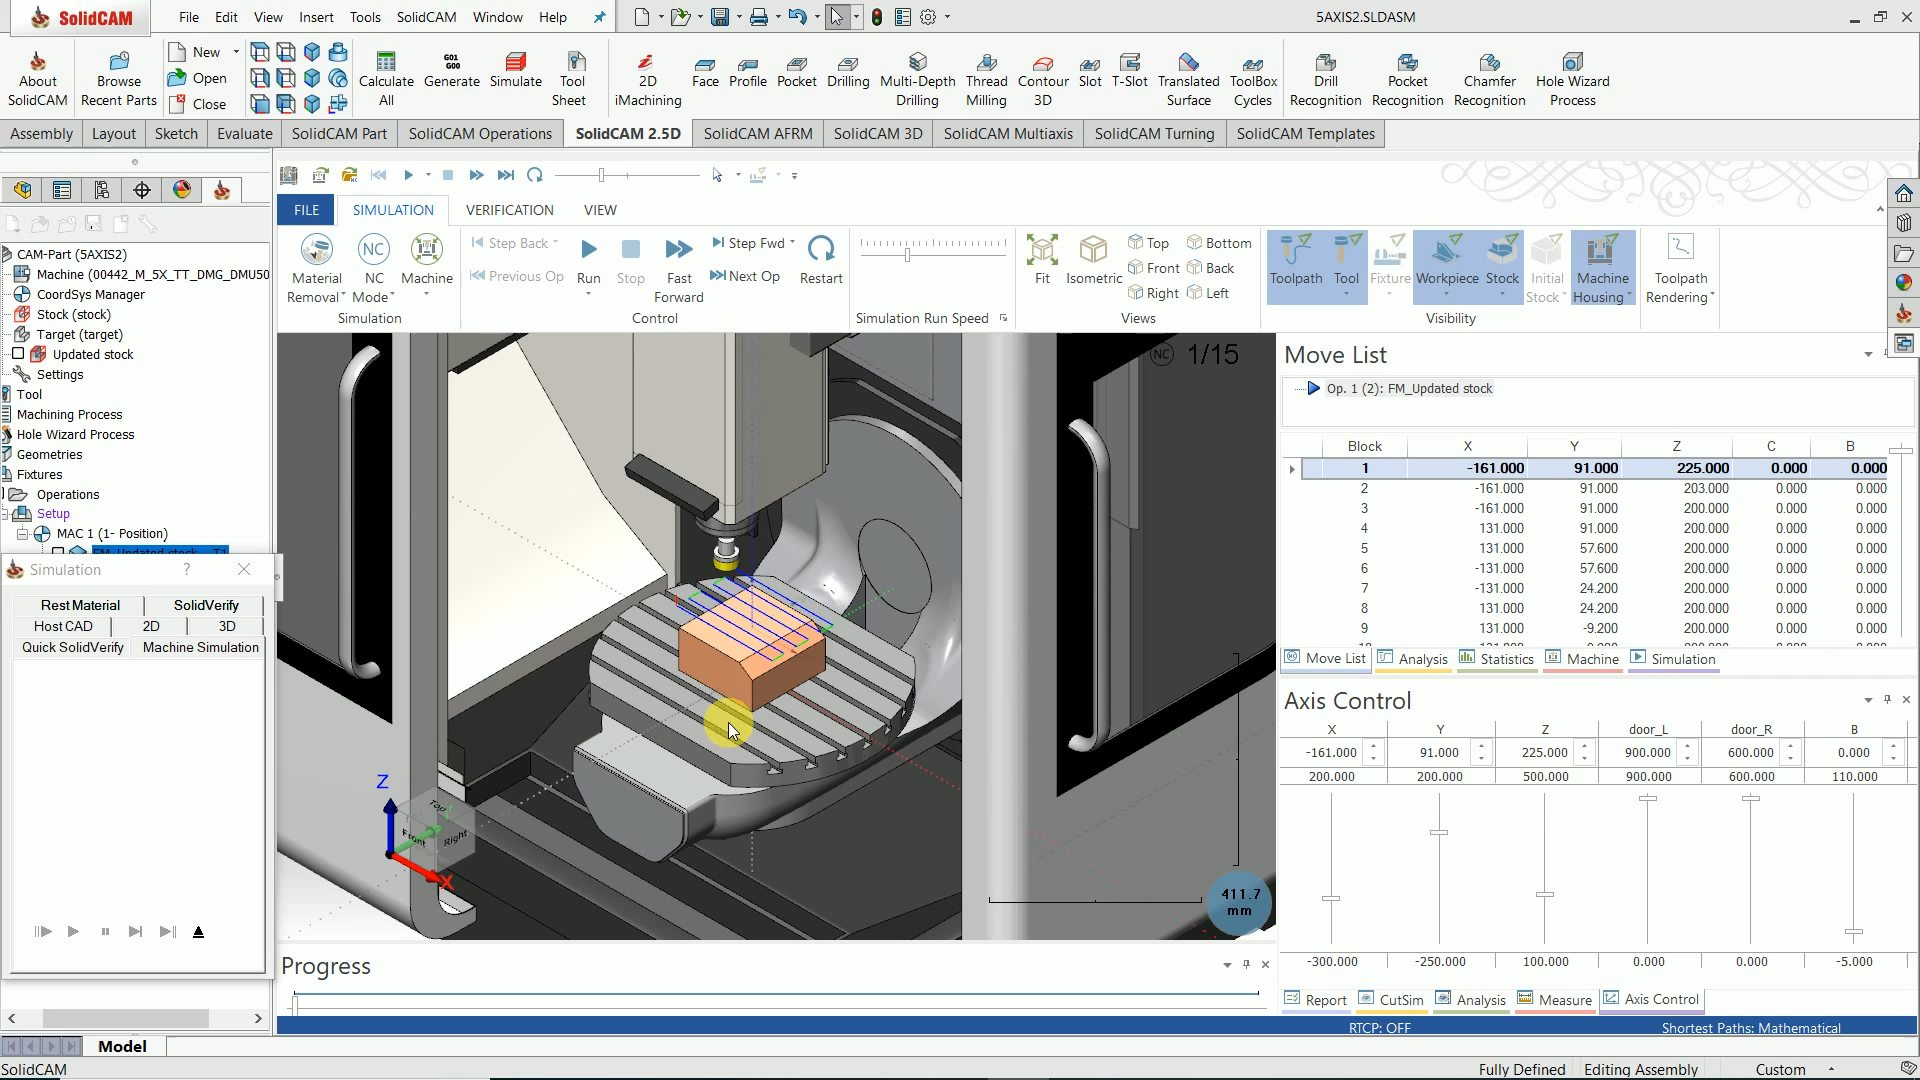 SolidCAM File Edit View Insert Tools SolidCAM Window Help 5AXIS2.SLDASM
About SolidCAM
Browse Recent Parts
New
Open
Close
Calculate All
G01 G00
Generate
Simulate
Tool Sheet
2D iMachining
Face
Profile
Pocket
Drilling
Multi-Depth Drilling
Thread Milling
Contour 3D
Slot
T-Slot
Translated Surface
ToolBox Cycles
Drill Recognition
Pocket Recognition
Chamfer Recognition
Hole Wizard Process
Assembly Layout Sketch Evaluate SolidCAM Part SolidCAM Operations SolidCAM 2.5D SolidCAM AFRM SolidCAM 3D SolidCAM Multiaxis SolidCAM Turning SolidCAM Templates
CAM-Part (5AXIS2)
Machine (00442_M_5X_TT_DMG_DMU50
CoordSys Manager
Stock (stock)
Target (target)
Updated stock
Settings
Tool
Machining Process
Hole Wizard Process
Geometries
Fixtures
Operations
Setup
MAC 1 (1- Position)
Simulation ?
Rest Material SolidVerify
Host CAD 2D 3D
Quick SolidVerify Machine Simulation
FILE SIMULATION VERIFICATION VIEW
Material Removal
NC
NC Mode
Machine
Simulation
Step Back
Previous Op
Run
Stop
Fast Forward
Step Fwd
Next Op
Restart
Control
Simulation Run Speed
Fit
Isometric
Top Bottom
Front Back
Right Left
Views
Toolpath
Tool
Fixture
Workpiece
Stock
Initial Stock
Machine Housing
Visibility
Toolpath Rendering
NC 1/15
Z
Top
Front
Right
X
411.7 mm
Move List
Op. 1 (2): FM_Updated stock
Block X Y Z C B
1 -161.000 91.000 225.000 0.000 0.000
2 -161.000 91.000 203.000 0.000 0.000
3 -161.000 91.000 200.000 0.000 0.000
4 131.000 91.000 200.000 0.000 0.000
5 131.000 57.600 200.000 0.000 0.000
6 -131.000 57.600 200.000 0.000 0.000
7 -131.000 24.200 200.000 0.000 0.000
8 131.000 24.200 200.000 0.000 0.000
9 131.000 -9.200 200.000 0.000 0.000
Move List Analysis Statistics Machine Simulation
Axis Control
X Y Z door_L door_R B
-161.000 91.000 225.000 900.000 600.000 0.000
200.000 200.000 500.000 900.000 600.000 110.000
-300.000 -250.000 100.000 0.000 0.000 -5.000
Report CutSim Analysis Measure Axis Control
Progress
RTCP: OFF Shortest Paths: Mathematical
Model
SolidCAM Fully Defined Editing Assembly Custom